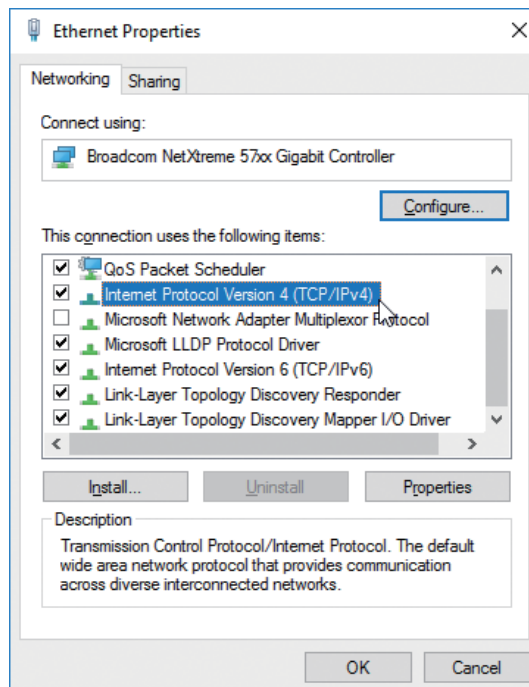 Ethernet Properties
Networking
Sharing
Connect using:
Broadcom NetXtreme 57xx Gigabit Controller
Configure...
This connection uses the following items:
QoS Packet Scheduler
Internet Protocol Version 4 (TCP/IPv4)
Microsoft Network Adapter Multiplexor Protocol
Microsoft LLDP Protocol Driver
Internet Protocol Version 6 (TCP/IPv6)
Link-Layer Topology Discovery Responder
Link-Layer Topology Discovery Mapper I/O Driver
Install...
Uninstall
Properties
Description
Transmission Control Protocol/Internet Protocol. The default
wide area network protocol that provides communication
across diverse interconnected networks.
OK
Cancel